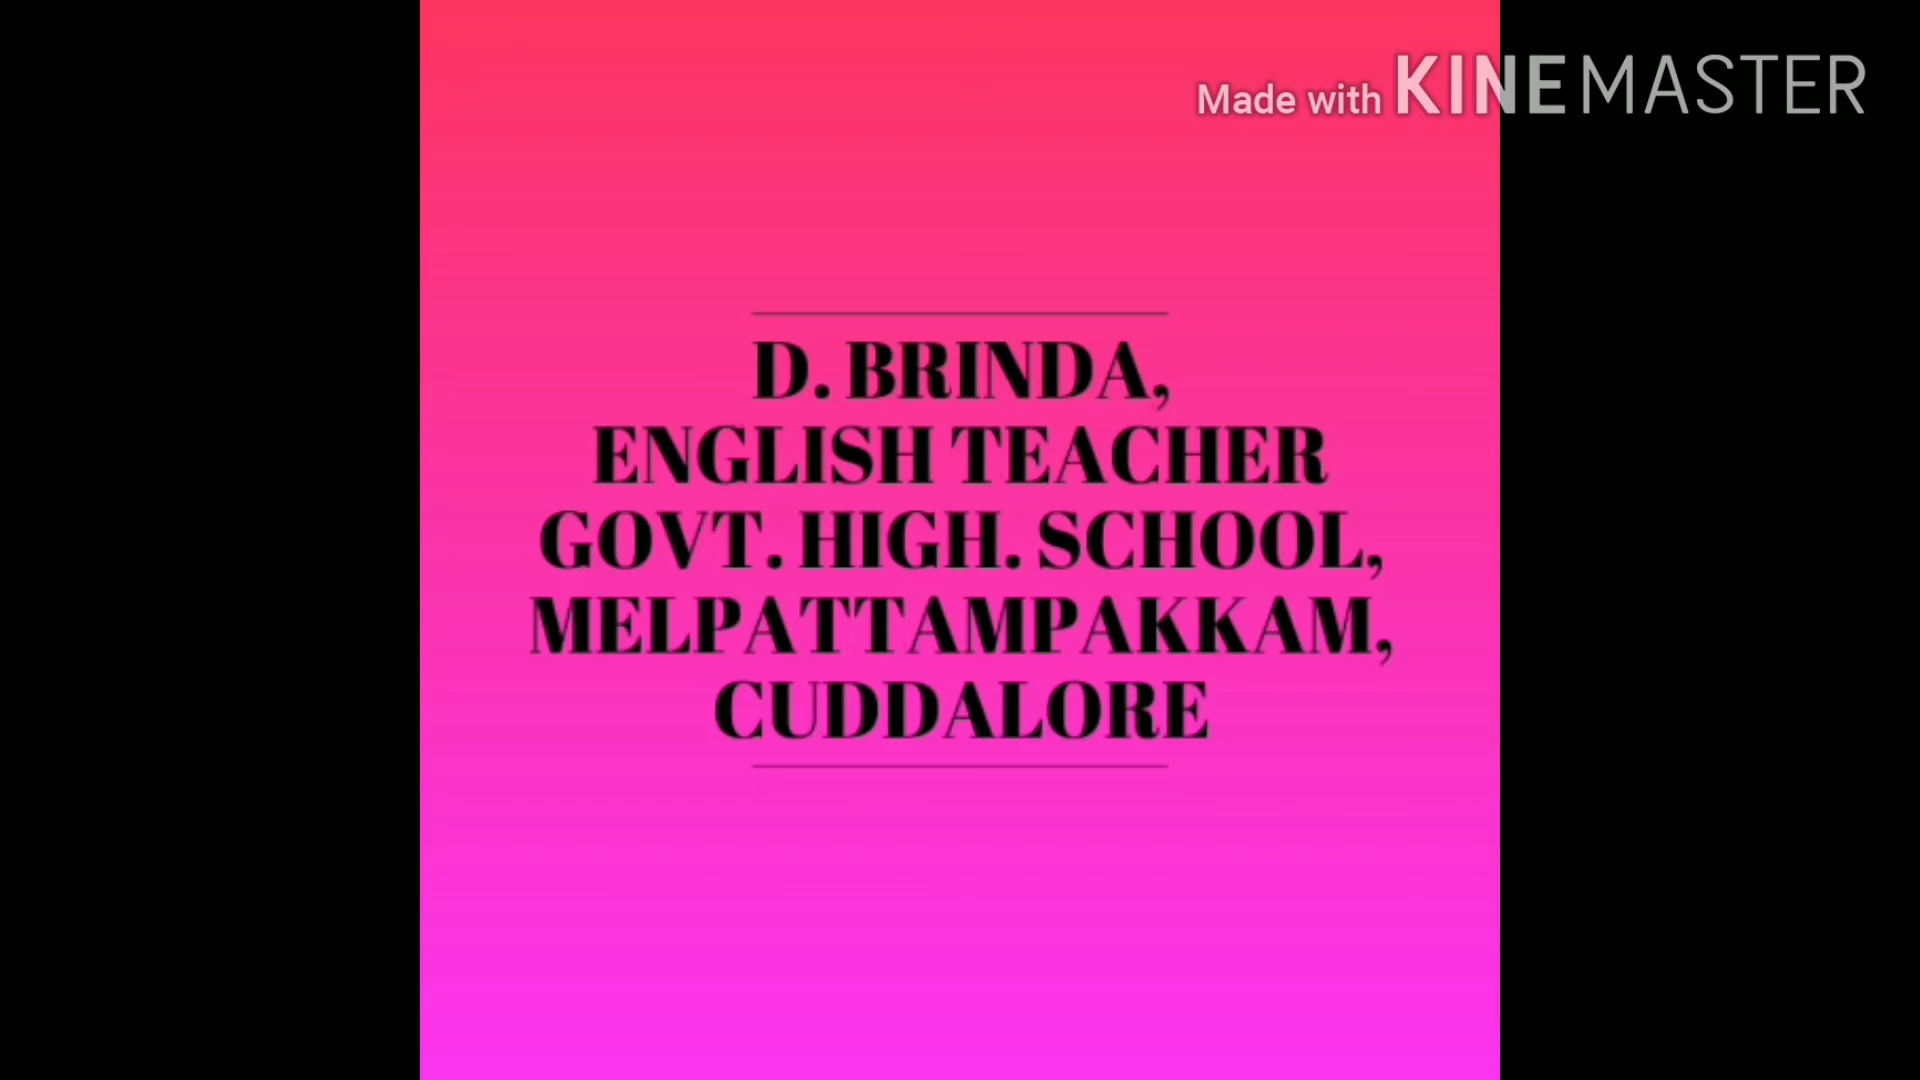 Made with KINEMASTER
D. BRINDA,
ENGLISH TEACHER
GOVT. HIGH. SCHOOL,
MELPATTAMPAKKAM,
CUDDALORE